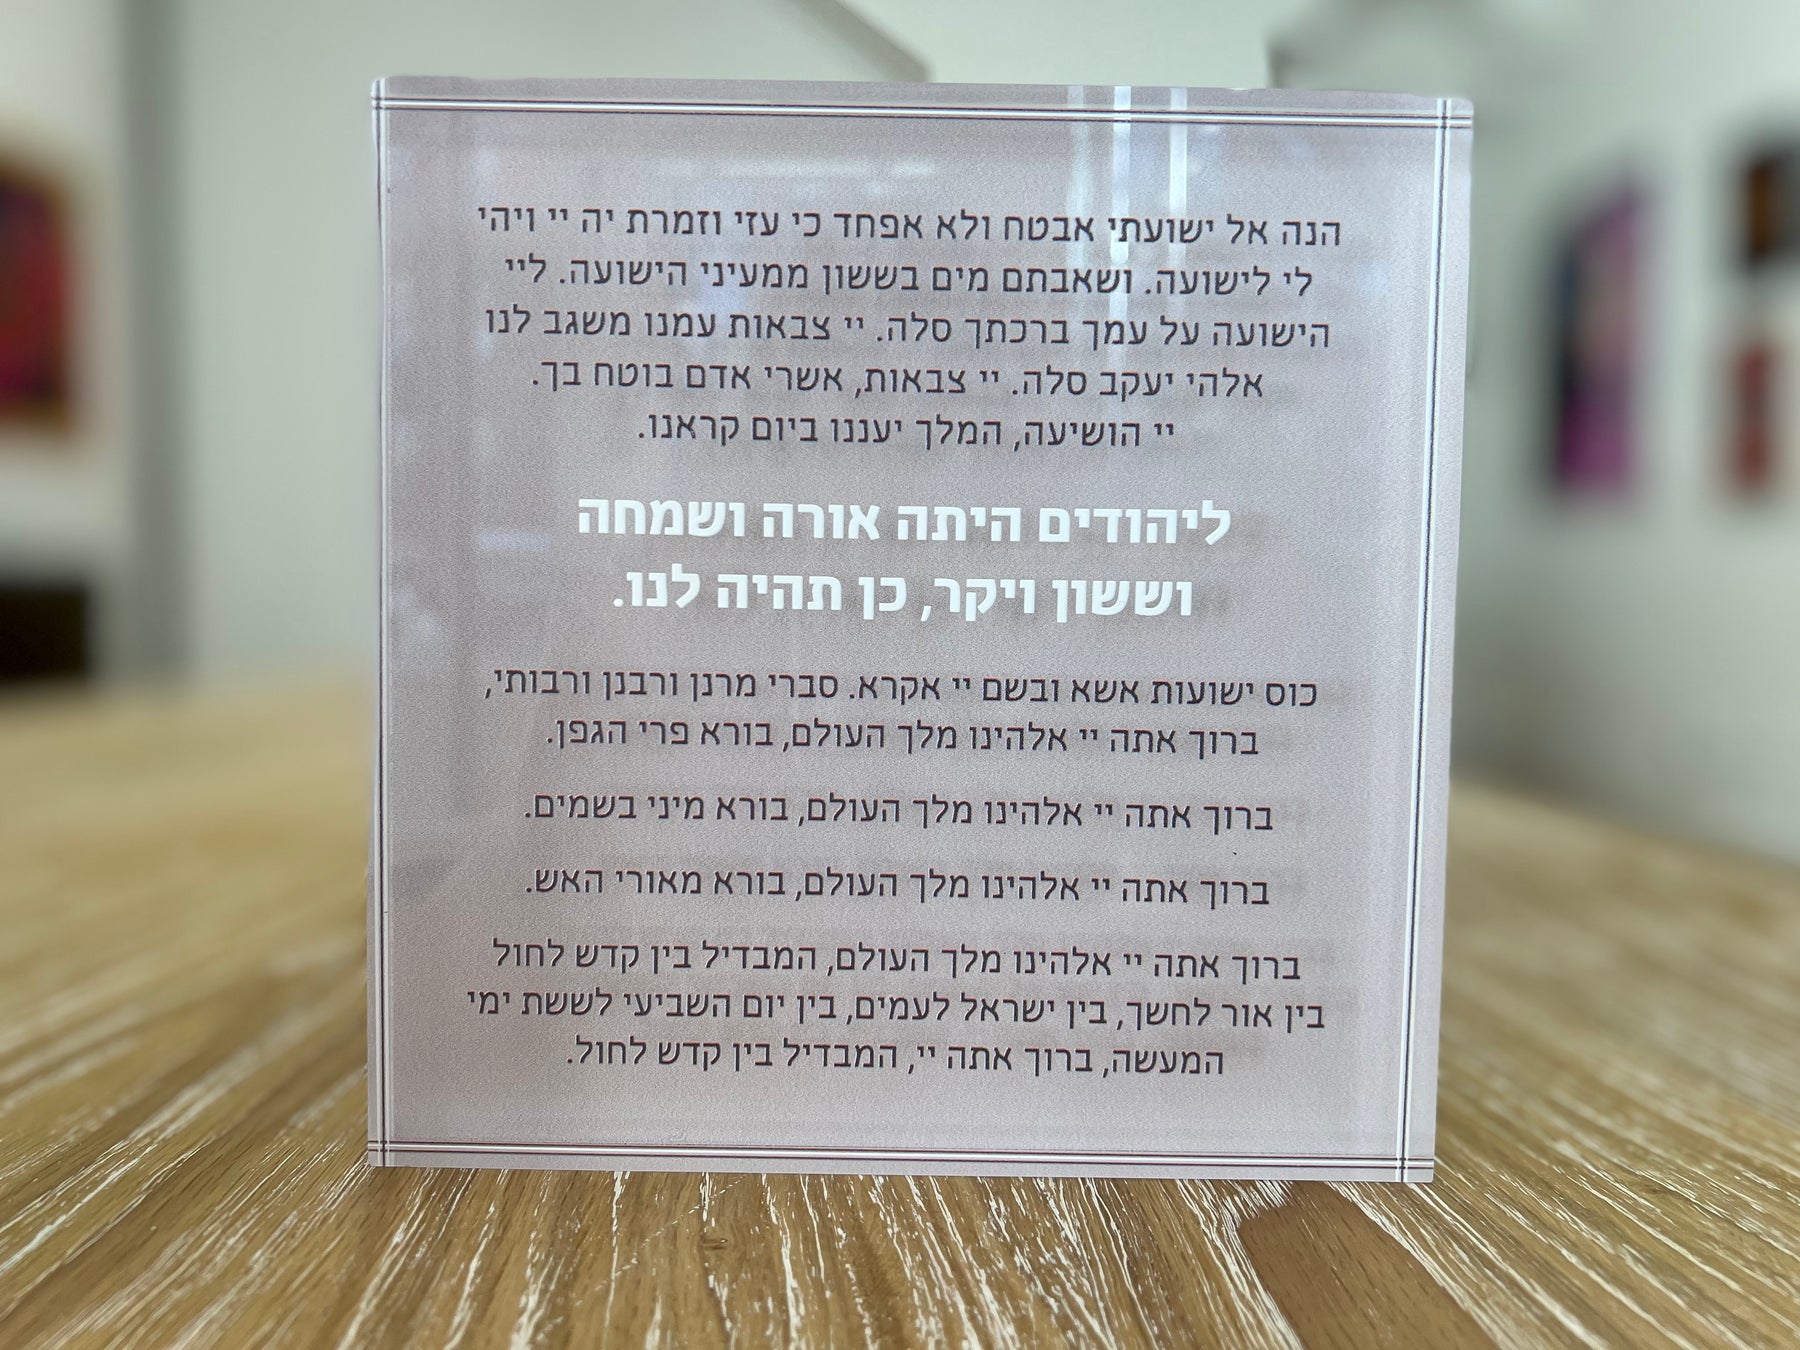 הנה אל ישועתי אבטח ולא אפחד כי עזי וזמרת יה יי ויהי
לי לישועה. ושאבתם מים בששון ממעיני הישועה. ליי
הישועה על עמך ברכתך סלה. יי צבאות עמנו משגב לנו
אלהי יעקב סלה. יי צבאות, אשרי אדם בוטח בך.
יי הושיעה, המלך יעננו ביום קראנו.
ליהודים היתה אורה ושמחה
וששון ויקר, כן תהיה לנו.
כוס ישועות אשא ובשם יי אקרא. סברי מרנן ורבנן ורבותי,
ברוך אתה יי אלהינו מלך העולם, בורא פרי הגפן.
ברוך אתה יי אלהינו מלך העולם, בורא מיני בשמים.
ברוך אתה יי אלהינו מלך העולם, בורא מאורי האש.
ברוך אתה יי אלהינו מלך העולם, המבדיל בין קדש לחול
בין אור לחשך, בין ישראל לעמים, בין יום השביעי לששת ימי
המעשה, ברוך אתה יי, המבדיל בין קדש לחול.